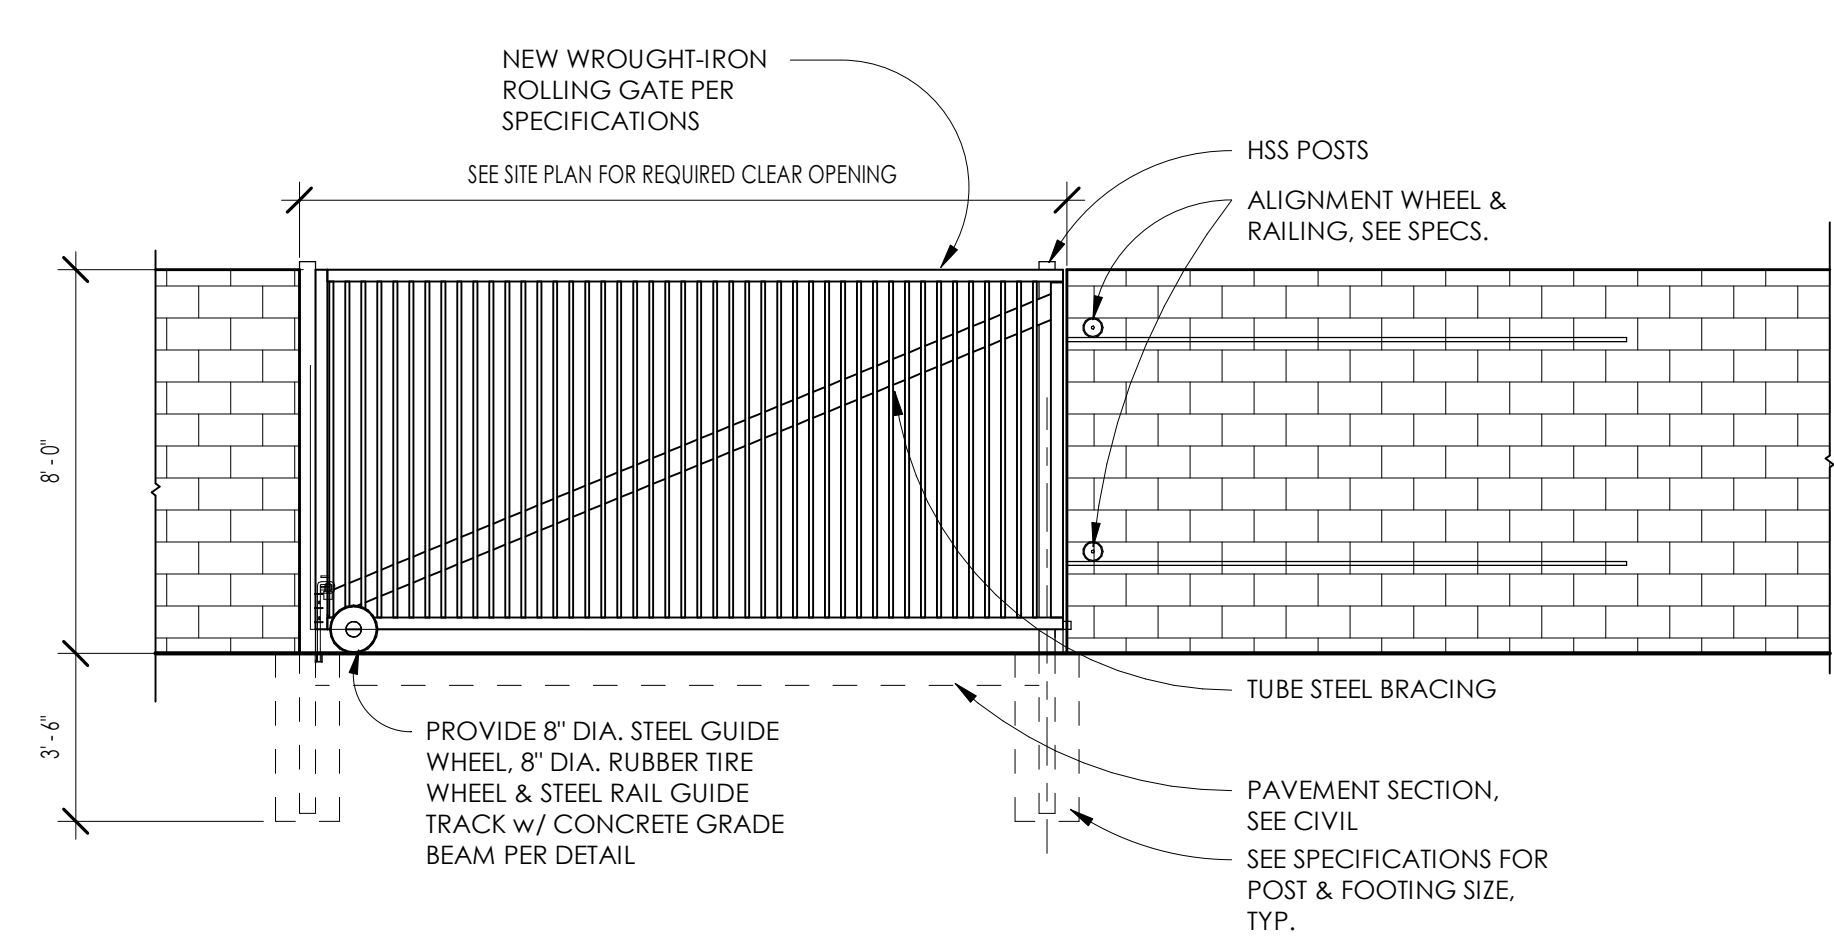 NEW WROUGHT-IRON
ROLLING GATE PER
SPECIFICATIONS
SEE SITE PLAN FOR REQUIRED CLEAR OPENING
HSS POSTS
ALIGNMENT WHEEL &
RAILING, SEE SPECS.
8' - 0"
3' - 6"
TUBE STEEL BRACING
PROVIDE 8" DIA. STEEL GUIDE
WHEEL, 8" DIA. RUBBER TIRE
WHEEL & STEEL RAIL GUIDE
TRACK w/ CONCRETE GRADE
BEAM PER DETAIL
PAVEMENT SECTION,
SEE CIVIL
SEE SPECIFICATIONS FOR
POST & FOOTING SIZE,
TYP.